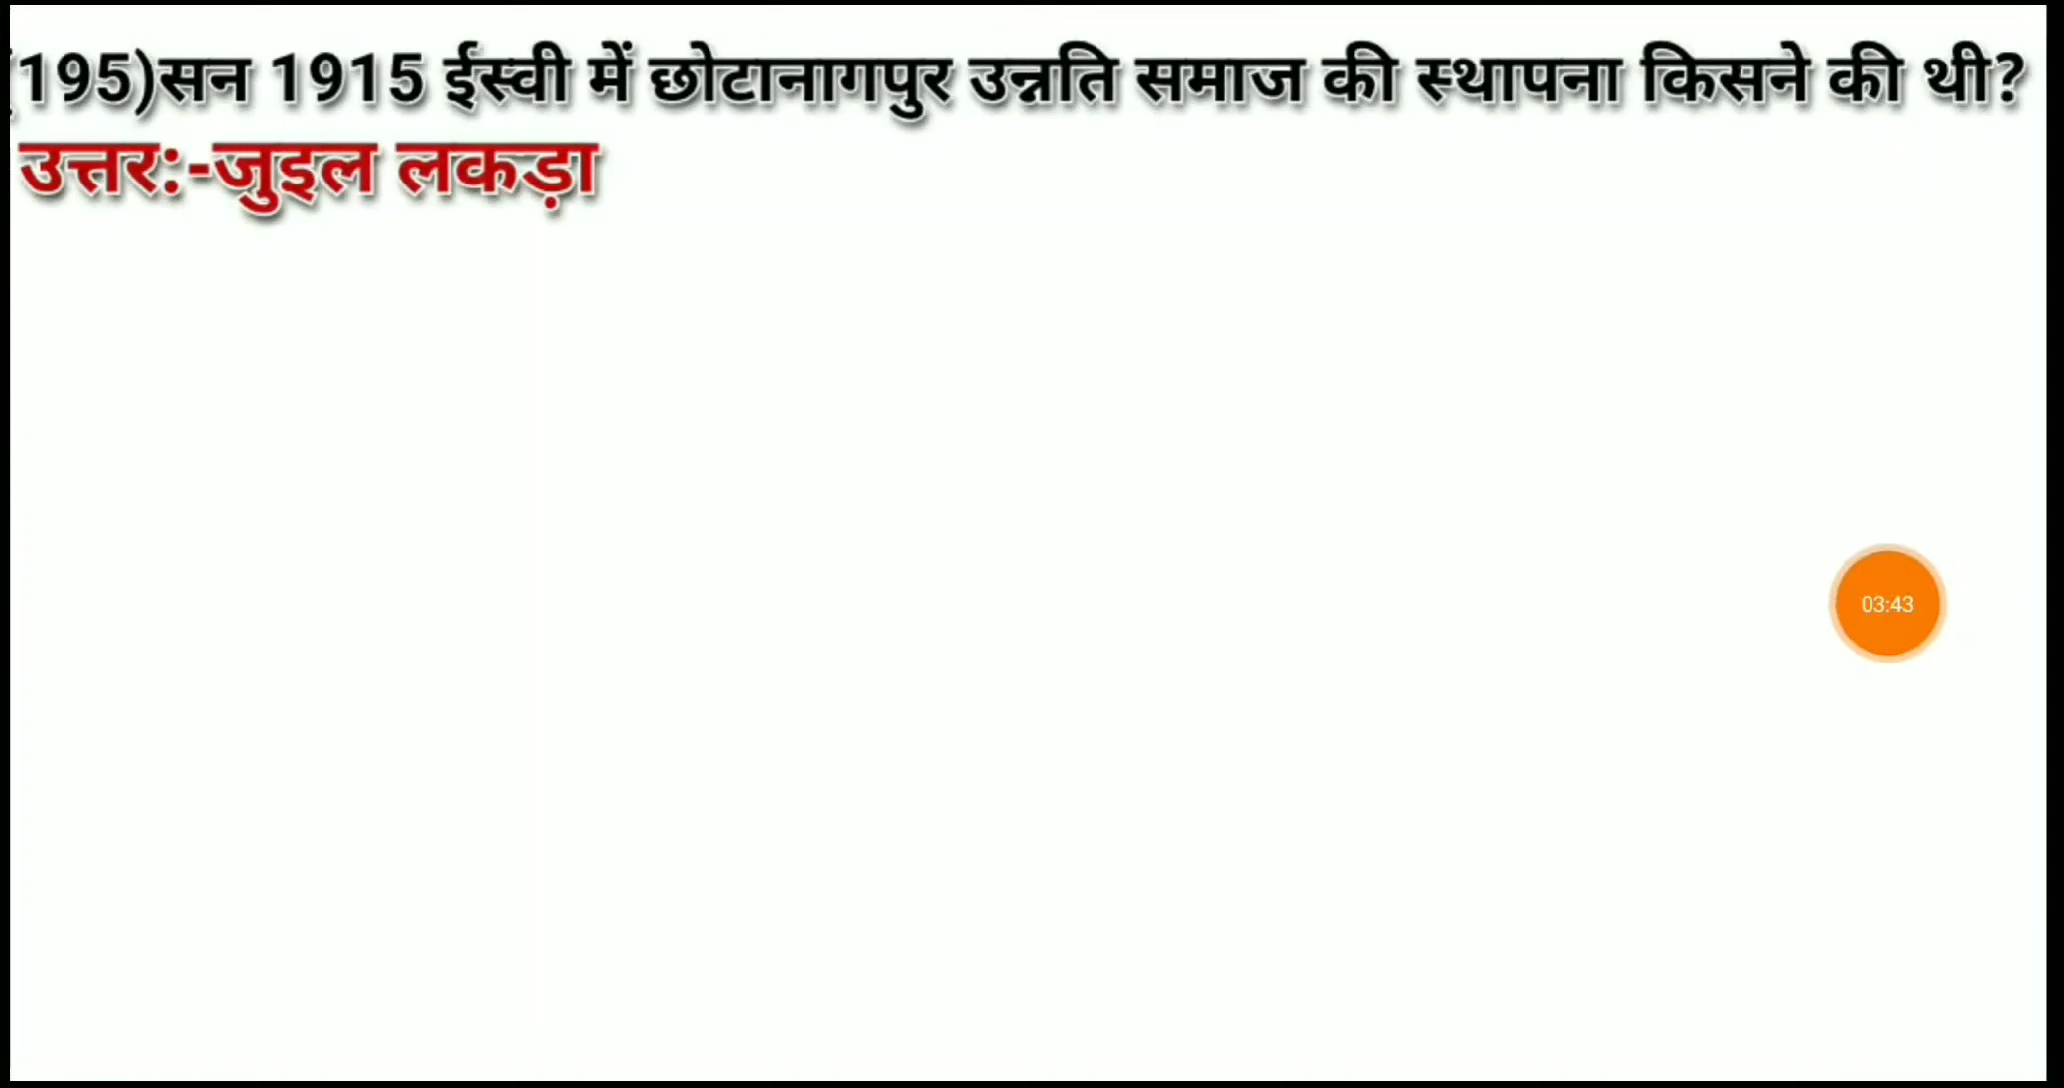 (195)सन 1915 ईस्वी में छोटानागपुर उन्नति समाज की स्थापना किसने की थी?
उत्तर:-जुइल लकड़ा
03:43